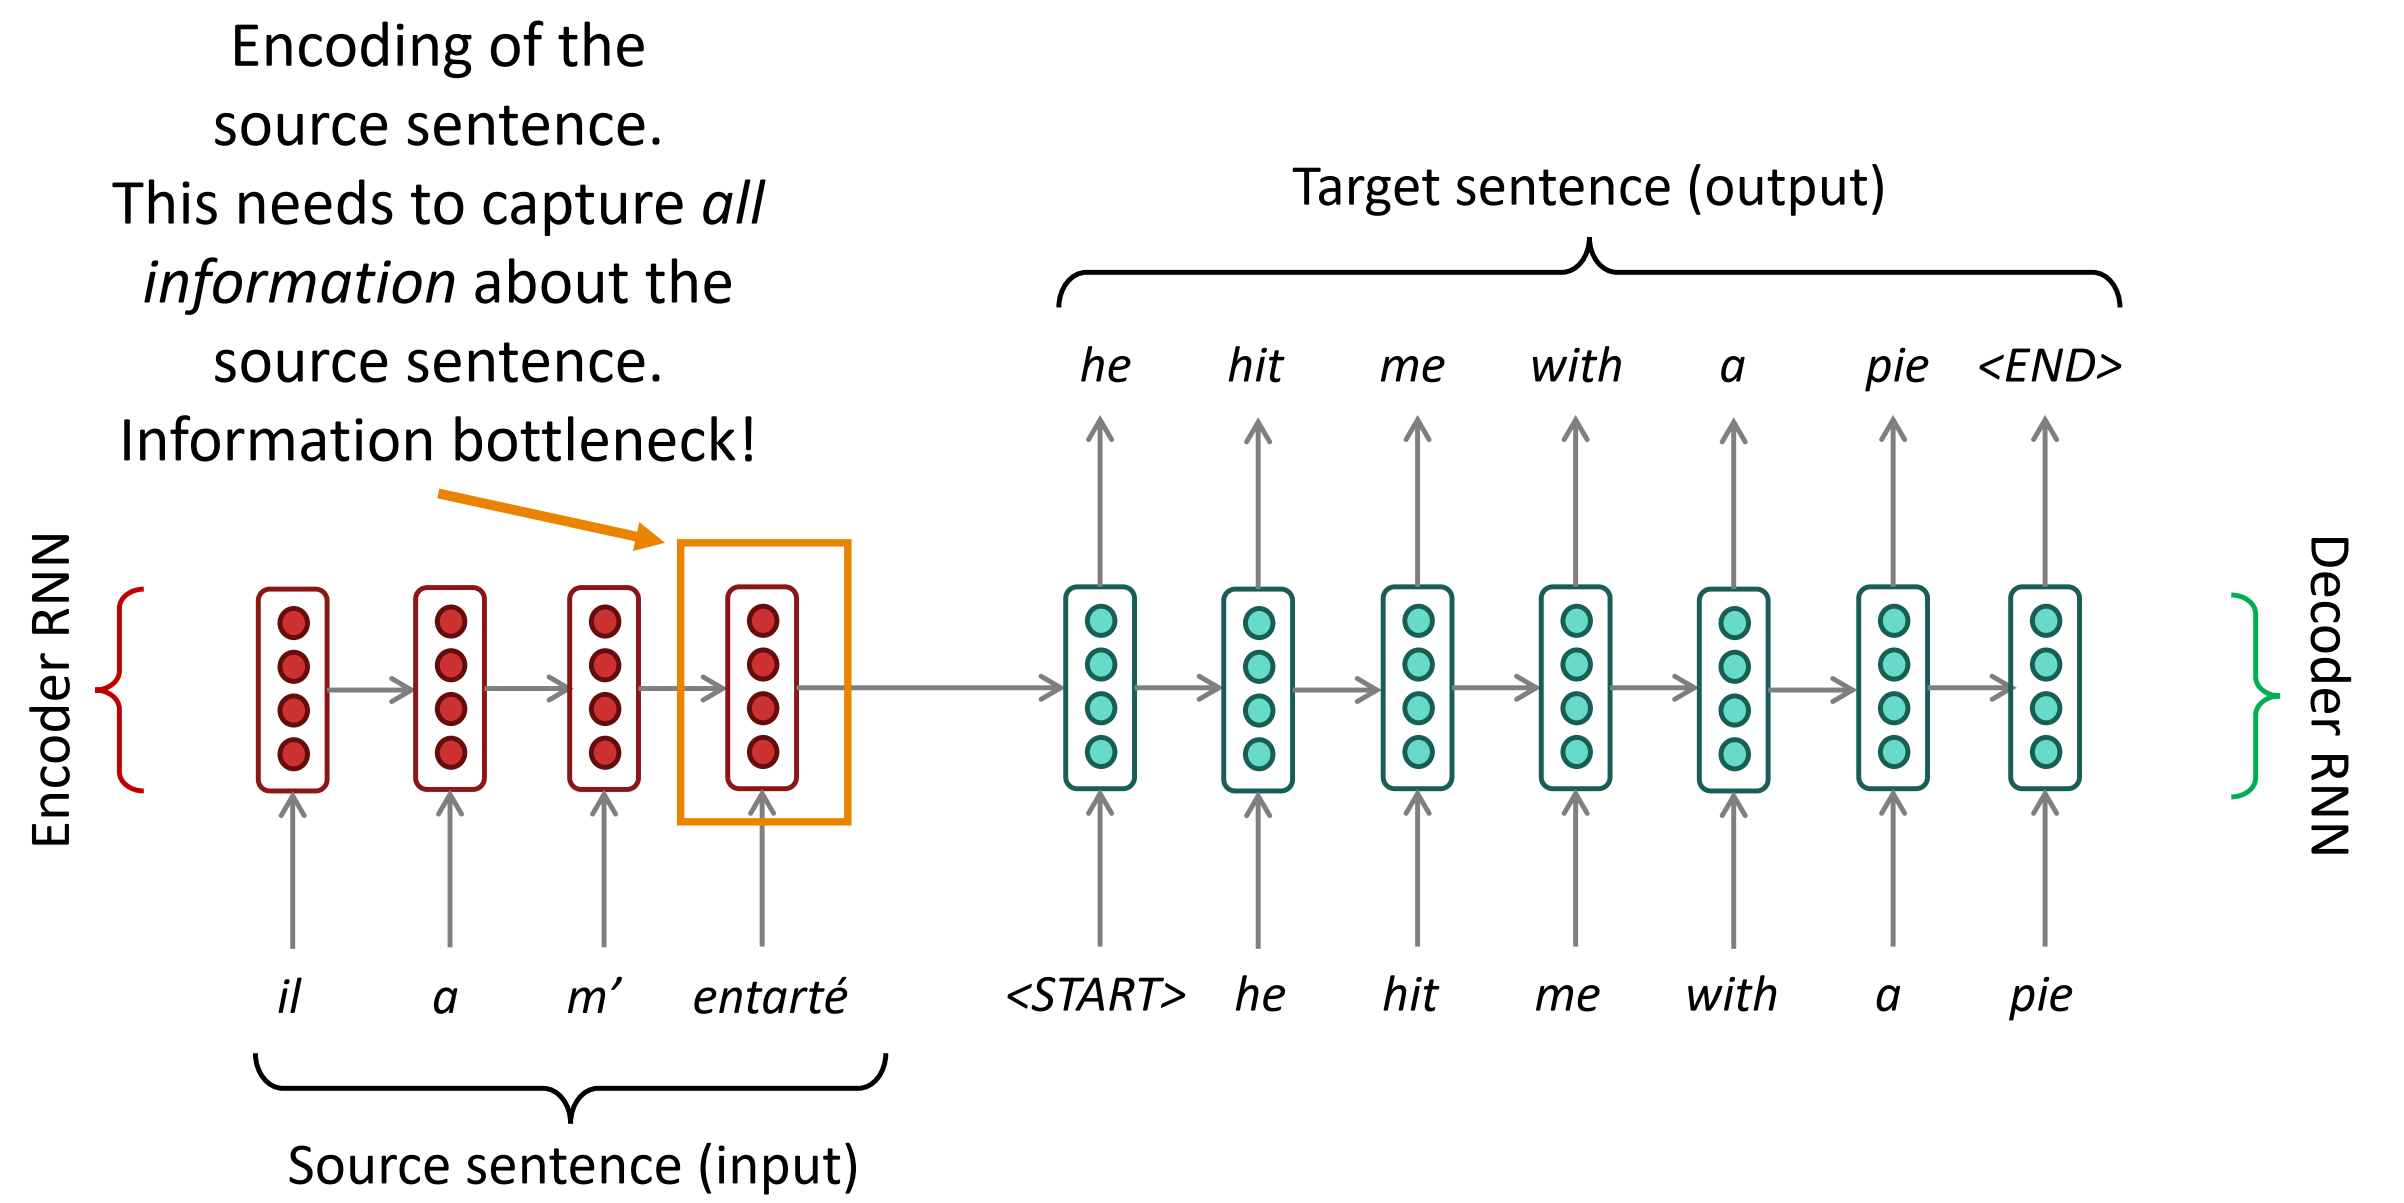 Encoding of the
source sentence.
This needs to capture all
information about the
source sentence.
Information bottleneck!
Target sentence (output)
he hit me with a pie <END>
Encoder RNN
Decoder RNN
il a m’ entarté <START> he hit me with a pie
Source sentence (input)